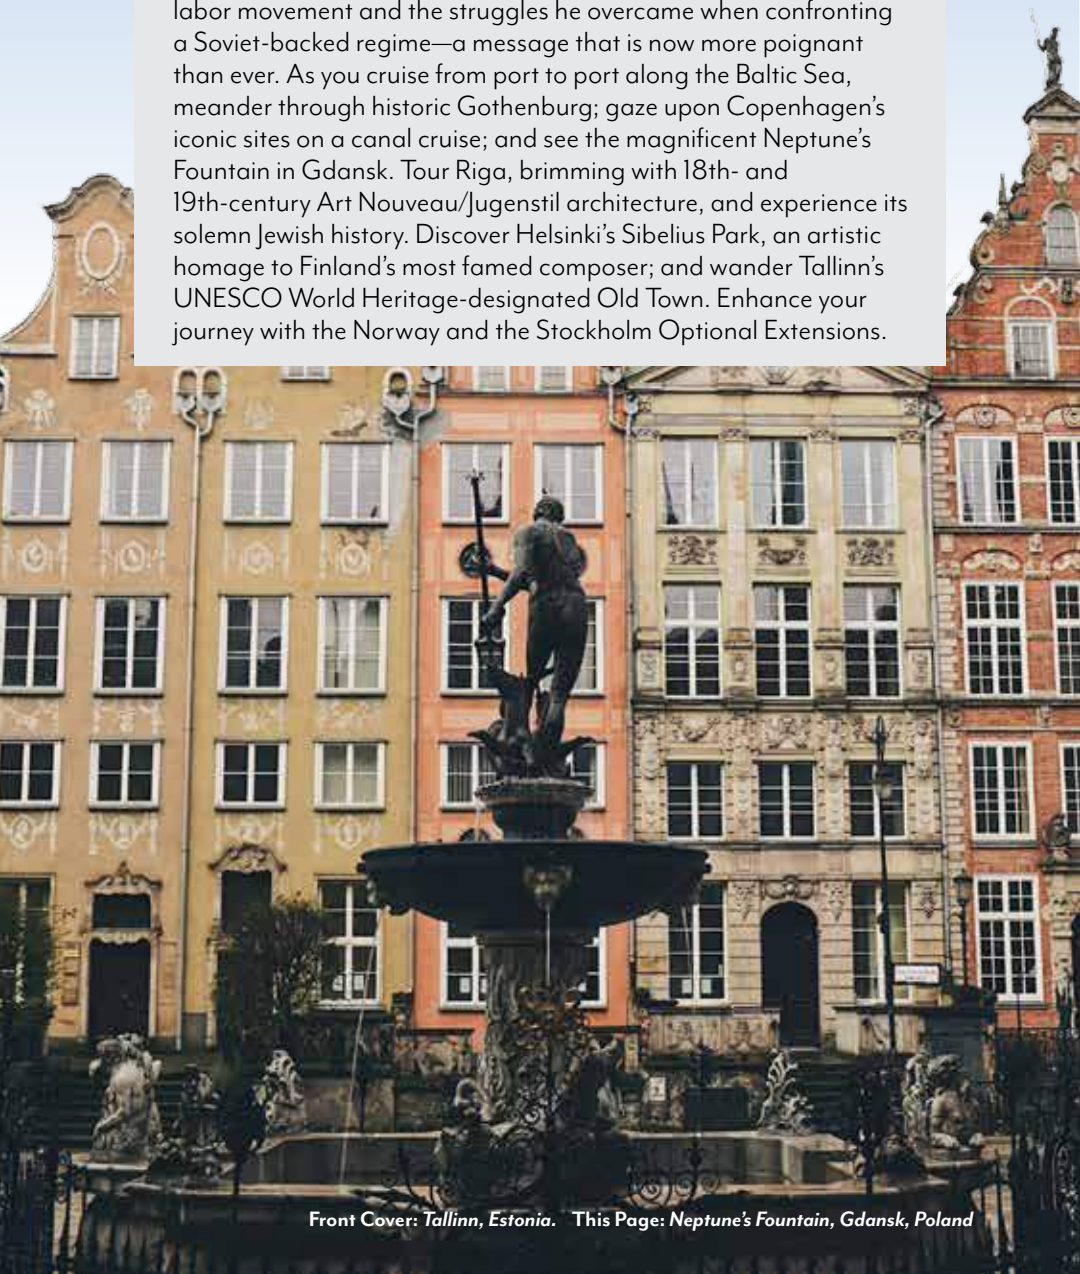 labor movement and the struggles he overcame when confronting
a Soviet-backed regime—a message that is now more poignant
than ever. As you cruise from port to port along the Baltic Sea,
meander through historic Gothenburg; gaze upon Copenhagen’s
iconic sites on a canal cruise; and see the magnificent Neptune’s
Fountain in Gdansk. Tour Riga, brimming with 18th- and
19th-century Art Nouveau/Jugenstil architecture, and experience its
solemn Jewish history. Discover Helsinki’s Sibelius Park, an artistic
homage to Finland’s most famed composer; and wander Tallinn’s
UNESCO World Heritage-designated Old Town. Enhance your
journey with the Norway and the Stockholm Optional Extensions.
Front Cover: Tallinn, Estonia. This Page: Neptune’s Fountain, Gdansk, Poland